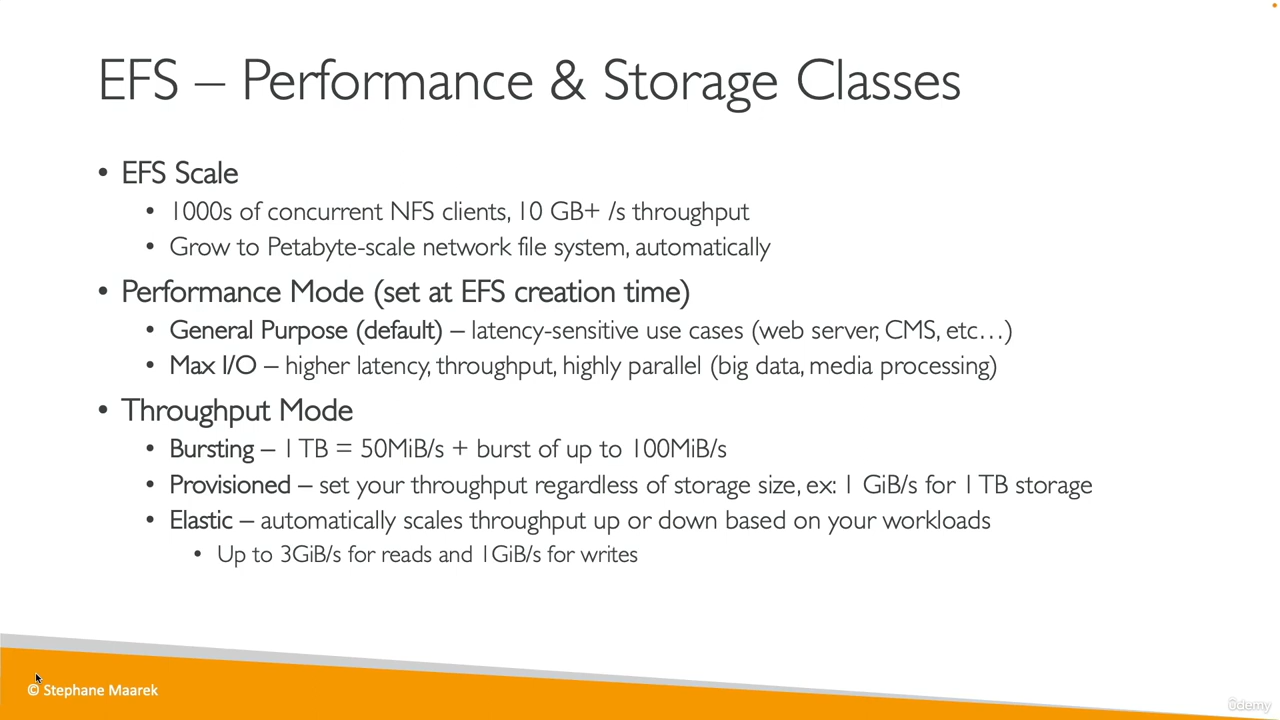 EFS – Performance & Storage Classes
• EFS Scale
• 1000s of concurrent NFS clients, 10 GB+ /s throughput
• Grow to Petabyte-scale network file system, automatically
• Performance Mode (set at EFS creation time)
• General Purpose (default) – latency-sensitive use cases (web server, CMS, etc…)
• Max I/O – higher latency, throughput, highly parallel (big data, media processing)
• Throughput Mode
• Bursting – 1 TB = 50MiB/s + burst of up to 100MiB/s
• Provisioned – set your throughput regardless of storage size, ex: 1 GiB/s for 1 TB storage
• Elastic – automatically scales throughput up or down based on your workloads
• Up to 3GiB/s for reads and 1GiB/s for writes
© Stephane Maarek
ûdemy